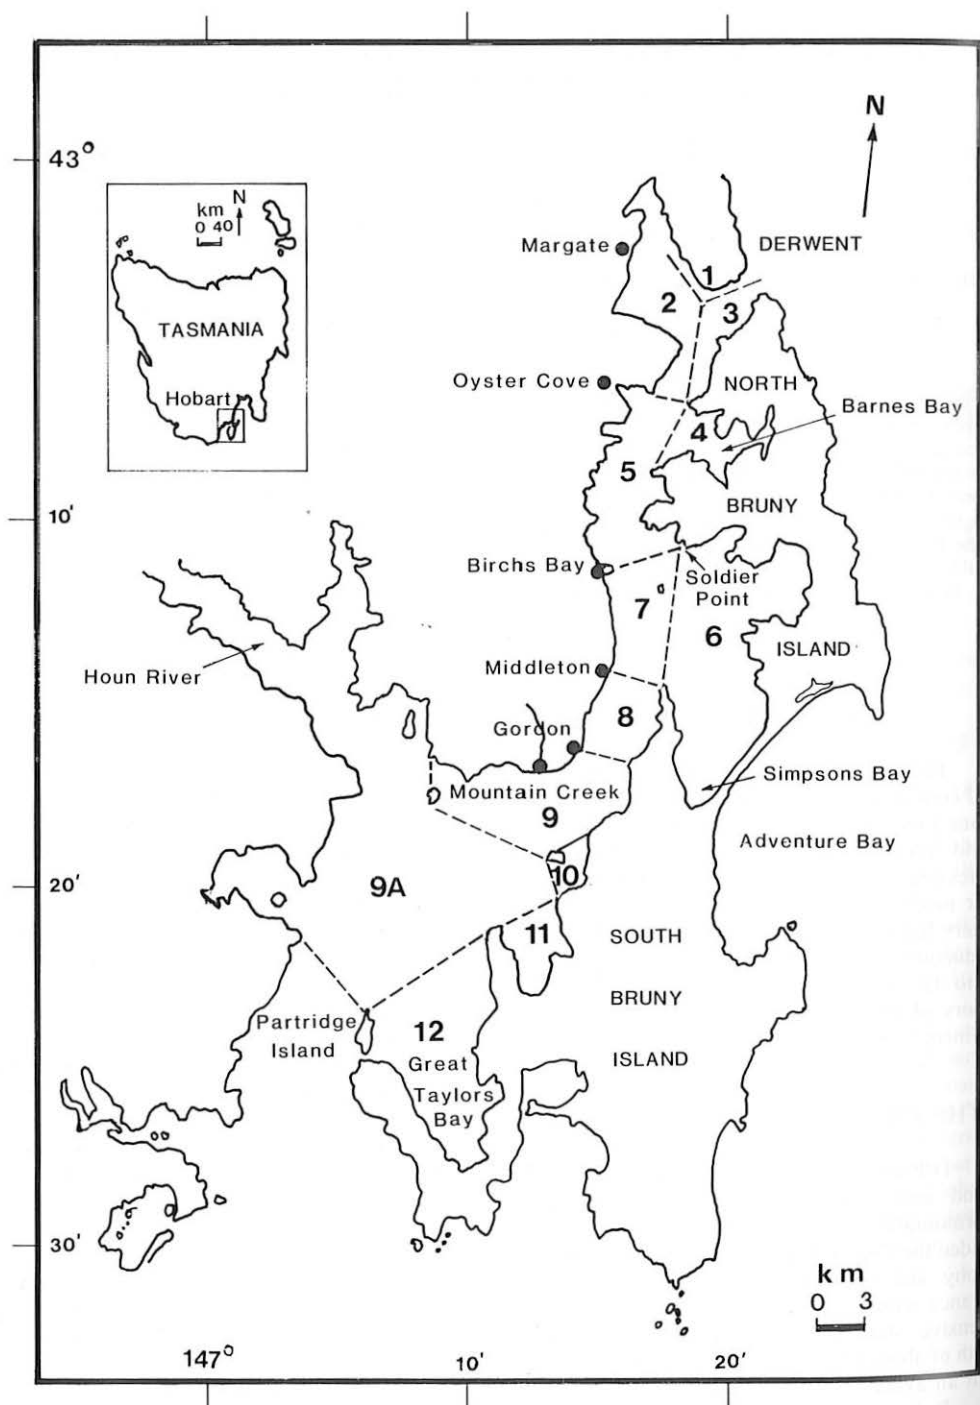 N
43°
km
0 40
N
Margate
DERWENT
1
2
3
TASMANIA
Oyster Cove
NORTH
Hobart
Barnes Bay
4
5
BRUNY
10'
Birchs Bay
Soldier
Point
7
6
ISLAND
Middleton
Houn River
8
Gordon
Simpsons Bay
Mountain Creek
9
Adventure Bay
10
20'
9A
11
SOUTH
BRUNY
ISLAND
Partridge
Island
12
Great
Taylors
Bay
30'
km
0 3
147°
10'
20'